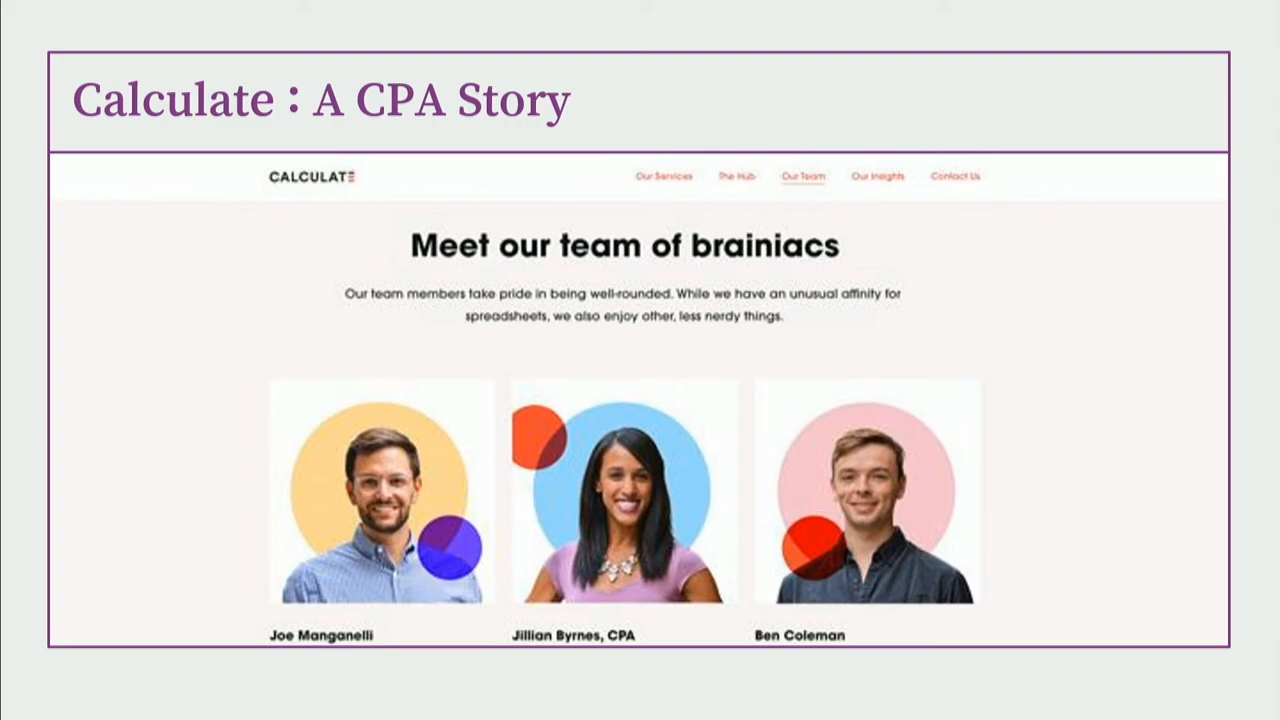 Calculate : A CPA Story
CALCULATE
Our Services The Hub Our Team Our Insights Contact Us
Meet our team of brainiacs
Our team members take pride in being well-rounded. While we have an unusual affinity for
spreadsheets, we also enjoy other, less nerdy things.
Joe Manganelli
Jillian Byrnes, CPA
Ben Coleman